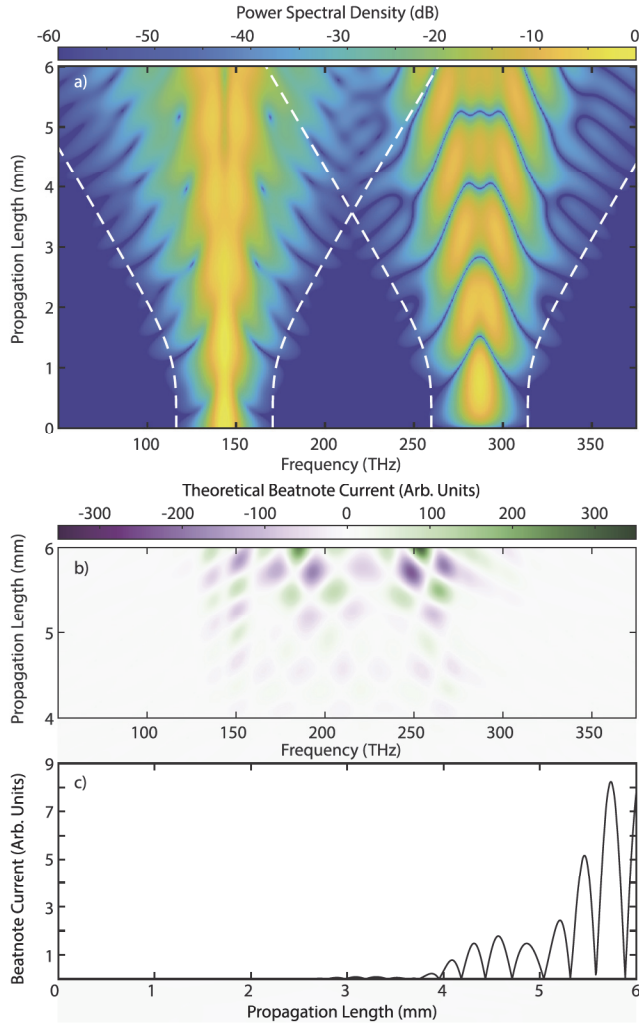 Power Spectral Density (dB)
-60 -50 -40 -30 -20 -10 0
a)
6
5
4
3
2
1
0
Propagation Length (mm)
100 150 200 250 300 350
Frequency (THz)
Theoretical Beatnote Current (Arb. Units)
-300 -200 -100 0 100 200 300
b)
6
5
4
Propagation Length (mm)
100 150 200 250 300 350
Frequency (THz)
c)
9
7
5
3
1
Beatnote Current (Arb. Units)
0 1 2 3 4 5 6
Propagation Length (mm)